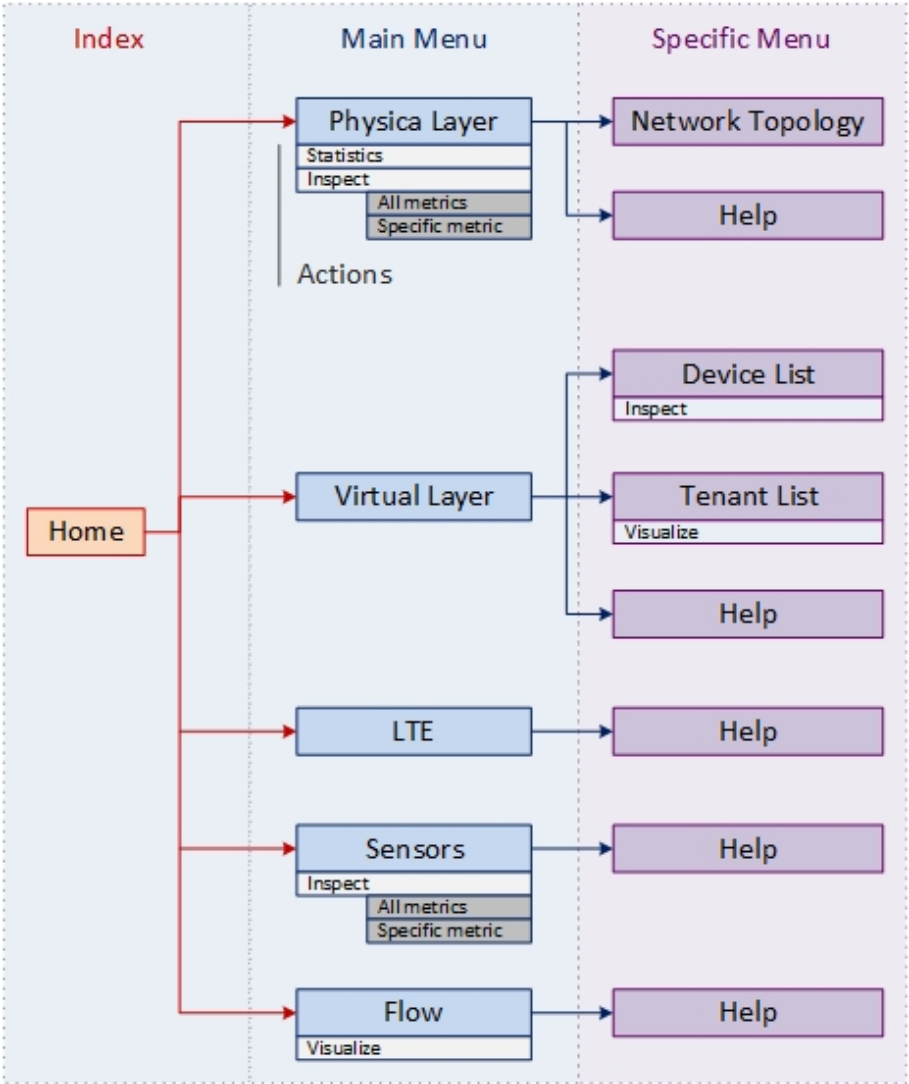 Index
Main Menu
Specific Menu
Physica Layer
Statistics
Inspect
All metrics
Specific metric
Actions
Network Topology
Help
Home
Virtual Layer
Device List
Inspect
Tenant List
Visualize
Help
LTE
Help
Sensors
Inspect
All metrics
Specific metric
Help
Flow
Visualize
Help